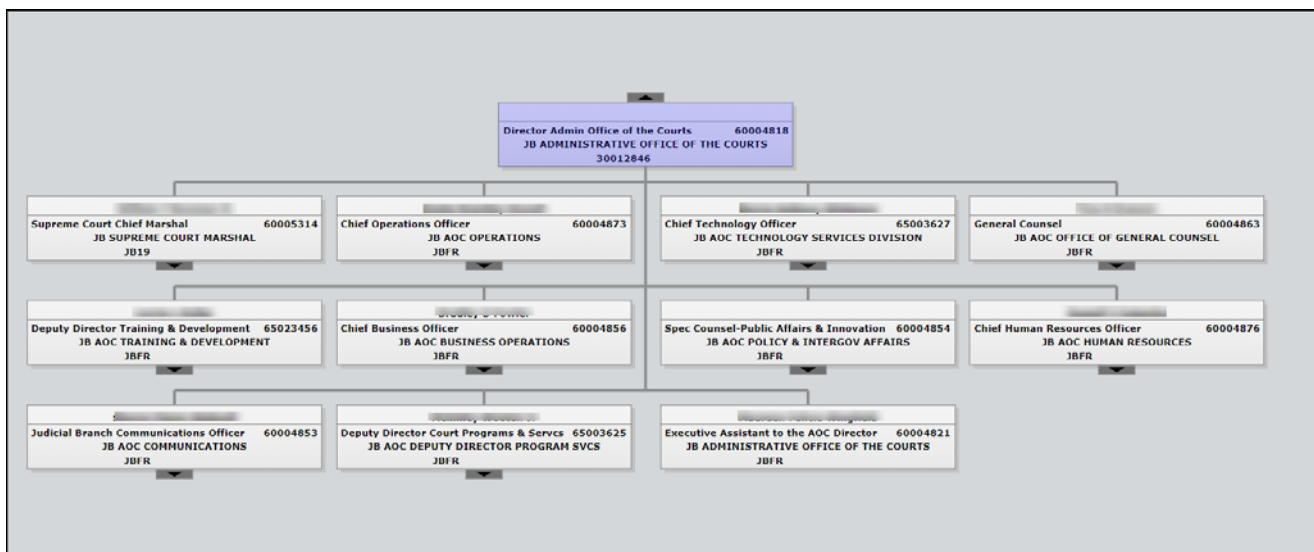 Director Admin Office of the Courts 60004818
JB ADMINISTRATIVE OFFICE OF THE COURTS
30012846
Supreme Court Chief Marshal 60005314
JB SUPREME COURT MARSHAL
JB19
Chief Operations Officer 60004873
JB AOC OPERATIONS
JBFR
Chief Technology Officer 65003627
JB AOC TECHNOLOGY SERVICES DIVISION
JBFR
General Counsel 60004863
JB AOC OFFICE OF GENERAL COUNSEL
JBFR
Deputy Director Training & Development 65023456
JB AOC TRAINING & DEVELOPMENT
JBFR
Chief Business Officer 60004856
JB AOC BUSINESS OPERATIONS
JBFR
Spec Counsel-Public Affairs & Innovation 60004854
JB AOC POLICY & INTERGOV AFFAIRS
JBFR
Chief Human Resources Officer 60004876
JB AOC HUMAN RESOURCES
JBFR
Judicial Branch Communications Officer 60004853
JB AOC COMMUNICATIONS
JBFR
Deputy Director Court Programs & Servcs 65003625
JB AOC DEPUTY DIRECTOR PROGRAM SVCS
JBFR
Executive Assistant to the AOC Director 60004821
JB ADMINISTRATIVE OFFICE OF THE COURTS
JBFR